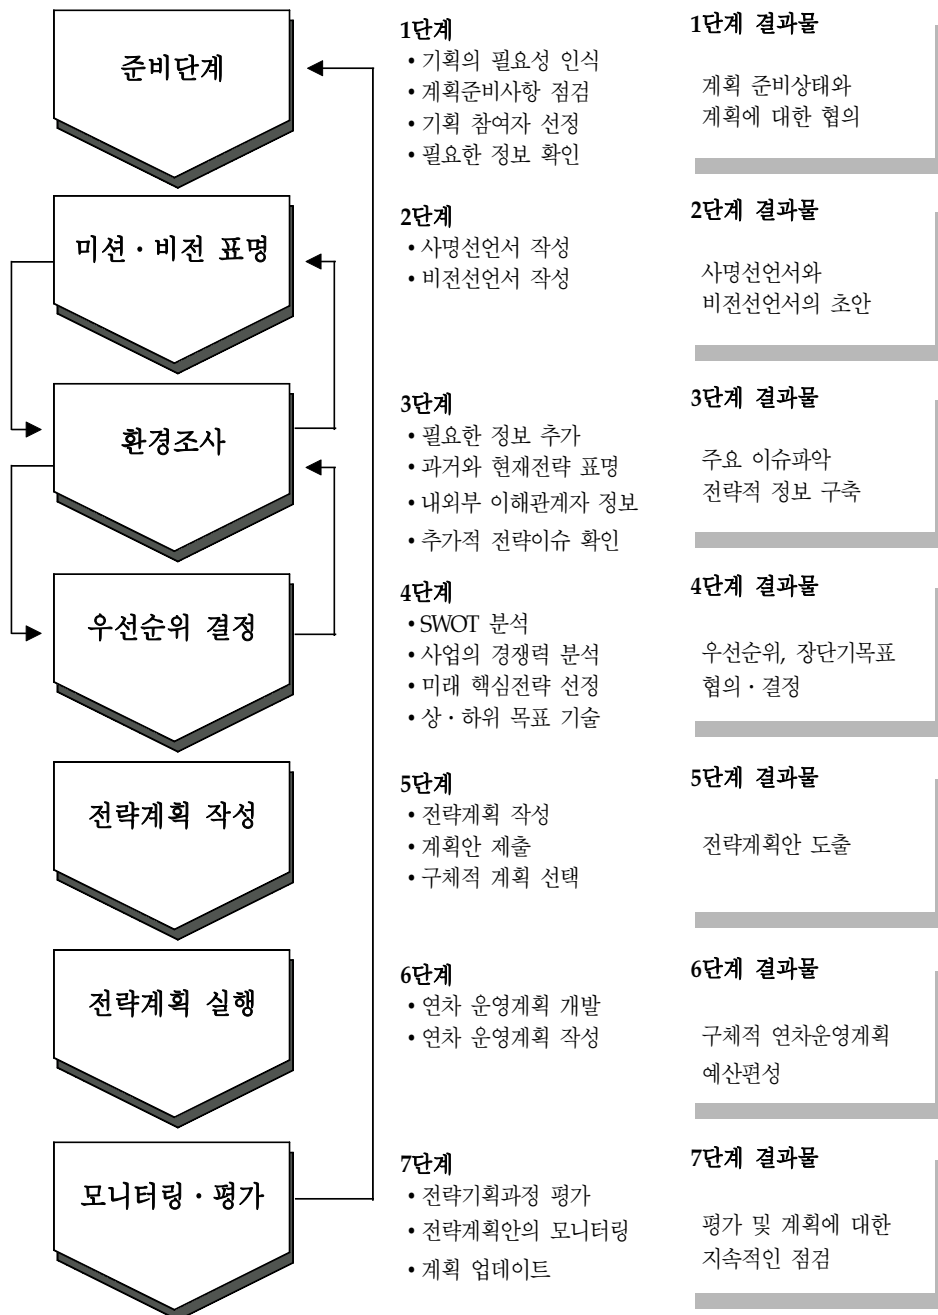 준비단계
1단계
• 기획의 필요성 인식
• 계획준비사항 점검
• 기획 참여자 선정
• 필요한 정보 확인
1단계 결과물
계획 준비상태와
계획에 대한 협의
미션 · 비전 표명
2단계
• 사명선언서 작성
• 비전선언서 작성
2단계 결과물
사명선언서와
비전선언서의 초안
환경조사
3단계
• 필요한 정보 추가
• 과거와 현재전략 표명
• 내외부 이해관계자 정보
• 추가적 전략이슈 확인
3단계 결과물
주요 이슈파악
전략적 정보 구축
우선순위 결정
4단계
• SWOT 분석
• 사업의 경쟁력 분석
• 미래 핵심전략 선정
• 상 · 하위 목표 기술
4단계 결과물
우선순위, 장단기목표
협의 · 결정
전략계획 작성
5단계
• 전략계획 작성
• 계획안 제출
• 구체적 계획 선택
5단계 결과물
전략계획안 도출
전략계획 실행
6단계
• 연차 운영계획 개발
• 연차 운영계획 작성
6단계 결과물
구체적 연차운영계획
예산편성
모니터링 · 평가
7단계
• 전략기획과정 평가
• 전략계획안의 모니터링
• 계획 업데이트
7단계 결과물
평가 및 계획에 대한
지속적인 점검